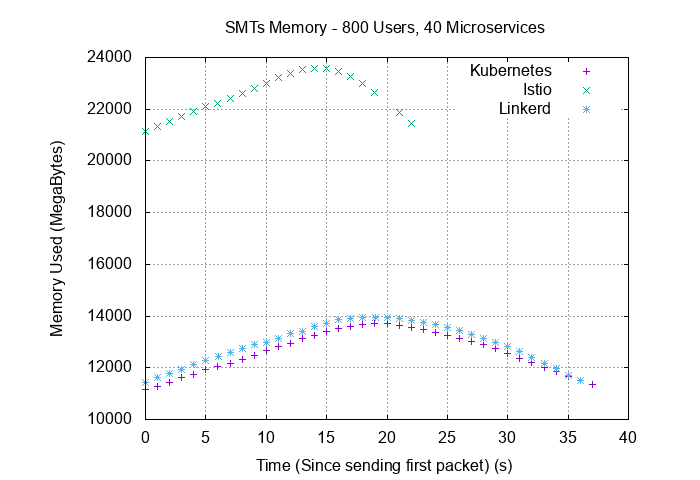 SMTs Memory - 800 Users, 40 Microservices
Kubernetes
Istio
Linkerd
Memory Used (MegaBytes)
24000
22000
20000
18000
16000
14000
12000
10000
0 5 10 15 20 25 30 35 40
Time (Since sending first packet) (s)